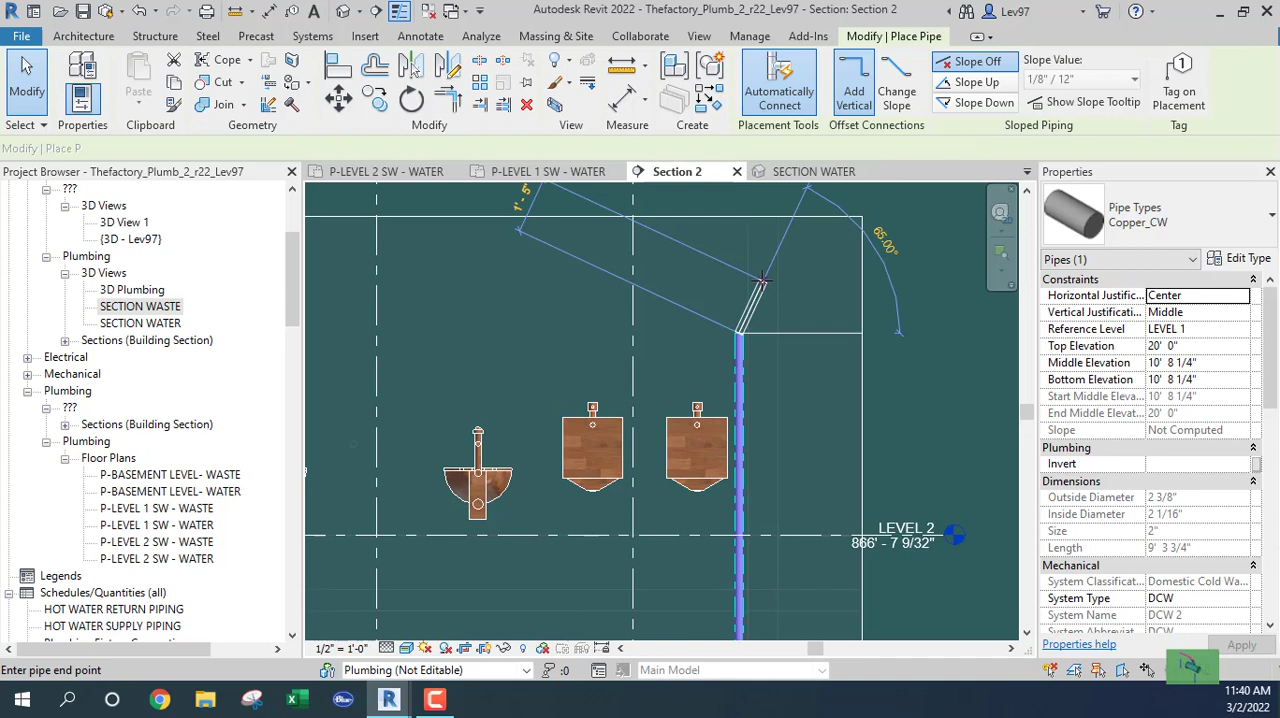 Autodesk Revit 2022 - Thefactory_Plumb_2_r22_Lev97 - Section: Section 2
Lev97
File Architecture Structure Steel Precast Systems Insert Annotate Analyze Massing & Site Collaborate View Manage Add-Ins Modify | Place Pipe
Modify
Properties
Paste
Cope
Cut
Join
Automatically Connect
Add Vertical
Change Slope
Slope Off
Slope Up
Slope Down
Slope Value:
1/8" / 12"
Show Slope Tooltip
Tag on Placement
Select Properties Clipboard Geometry Modify View Measure Create Placement Tools Offset Connections Sloped Piping Tag
Modify | Place P
Project Browser - Thefactory_Plumb_2_r22_Lev97
???
3D Views
3D View 1
{3D - Lev97}
Plumbing
3D Views
3D Plumbing
SECTION WASTE
SECTION WATER
Sections (Building Section)
Electrical
Mechanical
Plumbing
???
Sections (Building Section)
Plumbing
Floor Plans
P-BASEMENT LEVEL- WASTE
P-BASEMENT LEVEL- WATER
P-LEVEL 1 SW - WASTE
P-LEVEL 1 SW - WATER
P-LEVEL 2 SW - WASTE
P-LEVEL 2 SW - WATER
Legends
Schedules/Quantities (all)
HOT WATER RETURN PIPING
HOT WATER SUPPLY PIPING
P-LEVEL 2 SW - WATER P-LEVEL 1 SW - WATER Section 2 SECTION WATER
1' - 5"
65.00°
LEVEL 2
866' - 7 9/32"
1/2" = 1'-0"
Properties
Pipe Types
Copper_CW
Pipes (1) Edit Type
Constraints
Horizontal Justific... Center
Vertical Justificati... Middle
Reference Level LEVEL 1
Top Elevation 20' 0"
Middle Elevation 10' 8 1/4"
Bottom Elevation 10' 8 1/4"
Start Middle Elevat... 10' 8 1/4"
End Middle Elevat... 20' 0"
Slope Not Computed
Plumbing
Invert
Dimensions
Outside Diameter 2 3/8"
Inside Diameter 2 1/16"
Size 2"
Length 9' 3 3/4"
Mechanical
System Classificat... Domestic Cold Wa...
System Type DCW
System Name DCW 2
Properties help Apply
Enter pipe end point
Plumbing (Not Editable)
:0
Main Model
11:40 AM
3/2/2022